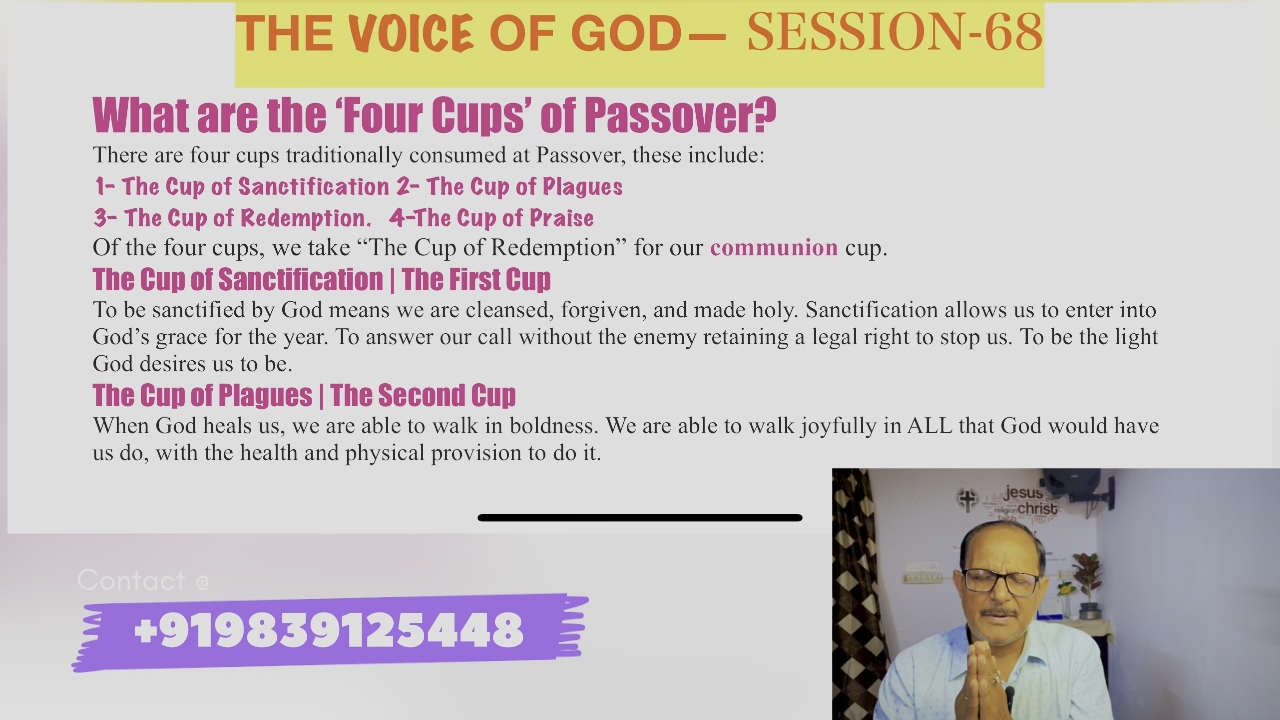 THE VOICE OF GOD— SESSION-68
What are the ‘Four Cups’ of Passover?
There are four cups traditionally consumed at Passover, these include:
1- The Cup of Sanctification 2- The Cup of Plagues
3- The Cup of Redemption. 4-The Cup of Praise
Of the four cups, we take “The Cup of Redemption” for our communion cup.
The Cup of Sanctification | The First Cup
To be sanctified by God means we are cleansed, forgiven, and made holy. Sanctification allows us to enter into
God’s grace for the year. To answer our call without the enemy retaining a legal right to stop us. To be the light
God desires us to be.
The Cup of Plagues | The Second Cup
When God heals us, we are able to walk in boldness. We are able to walk joyfully in ALL that God would have
us do, with the health and physical provision to do it.
jesus
religion christ
faith
Contact @
+919839125448